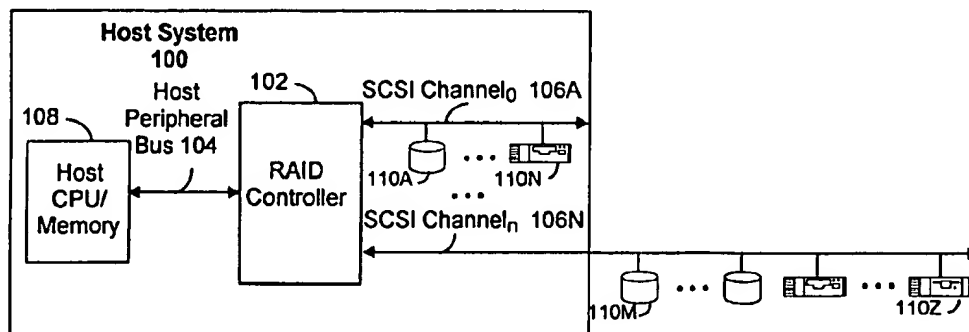 Host System
100
102
SCSI Channel0 106A
108
Host
Peripheral
Bus 104
Host
CPU/
Memory
RAID
Controller
110A
110N
SCSI Channeln 106N
110M
110Z